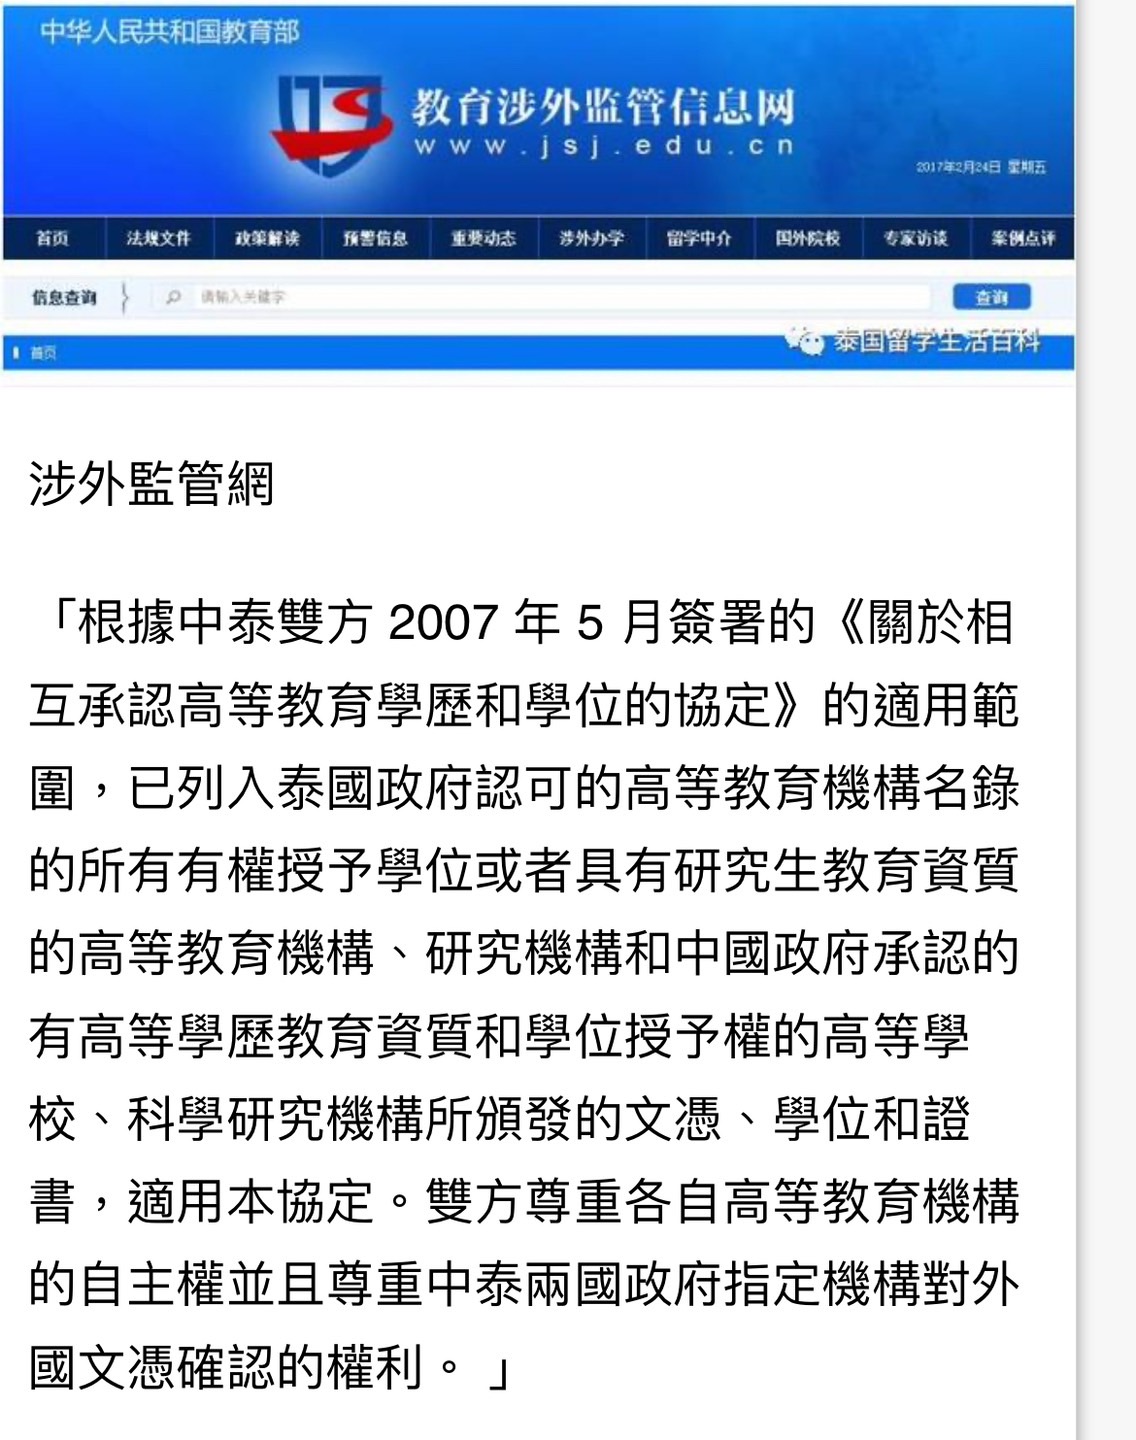 中华人民共和国教育部
教育涉外监管信息网
www.jsj.edu.cn
2017年2月24日 星期五
首页 法规文件 政策解读 预警信息 重要动态 涉外办学 留学中介 国外院校 专家访谈 案例点评
信息查询 请输入关键字 查询
首页
泰国留学生活百科
涉外監管網
「根據中泰雙方 2007 年 5 月簽署的《關於相
互承認高等教育學歷和學位的協定》的適用範
圍，已列入泰國政府認可的高等教育機構名錄
的所有有權授予學位或者具有研究生教育資質
的高等教育機構、研究機構和中國政府承認的
有高等學歷教育資質和學位授予權的高等學
校、科學研究機構所頒發的文憑、學位和證
書，適用本協定。雙方尊重各自高等教育機構
的自主權並且尊重中泰兩國政府指定機構對外
國文憑確認的權利。 」